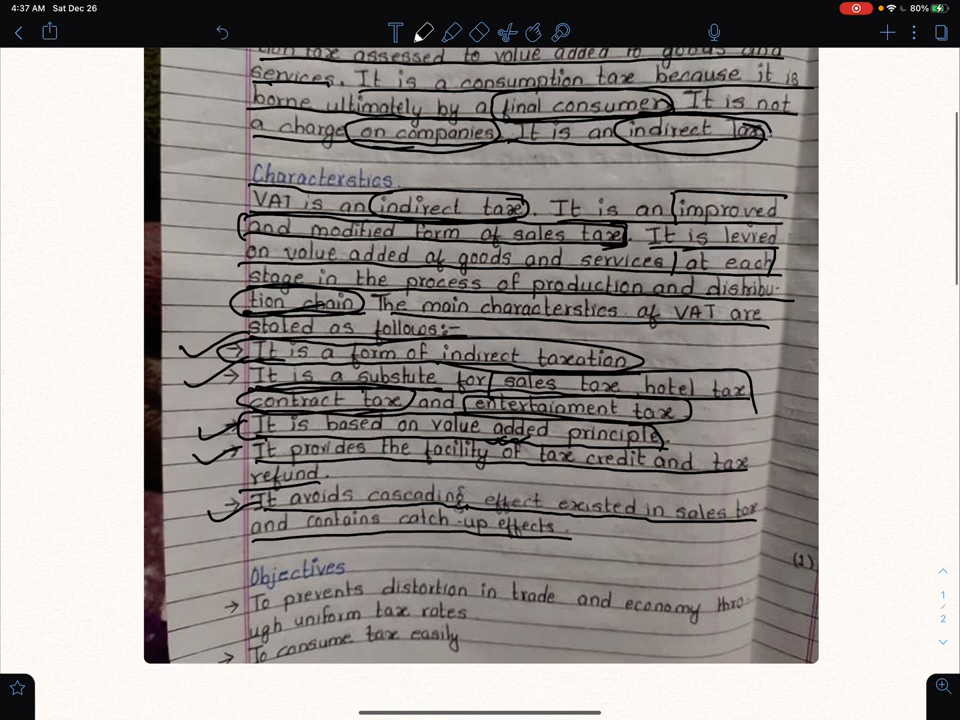 4:37 AM Sat Dec 26
80%
tion tax assessed to value added to goods and
services. It is a consumption tax because it is
borne ultimately by a final consumer. It is not
a charge on companies. It is an indirect tax.
Characterstics
VAT is an indirect tax. It is an improved
and modified form of sales tax. It is levied
on value added of goods and services at each
stage in the process of production and distribu-
tion chain. The main characterstics of VAT are
stated as follows:-
→ It is a form of indirect taxation
→ It is a substute for sales tax, hotel tax
contract tax and entertainment tax
→ It is based on value added principle.
→ It provides the facility of tax credit and tax
refund.
→ It avoids cascading effect existed in sales tax
and contains catch-up effects.
(1)
Objectives
→ To prevents distortion in trade and economy thro-
ugh uniform tax rates
→ To consume tax easily
1
/
2